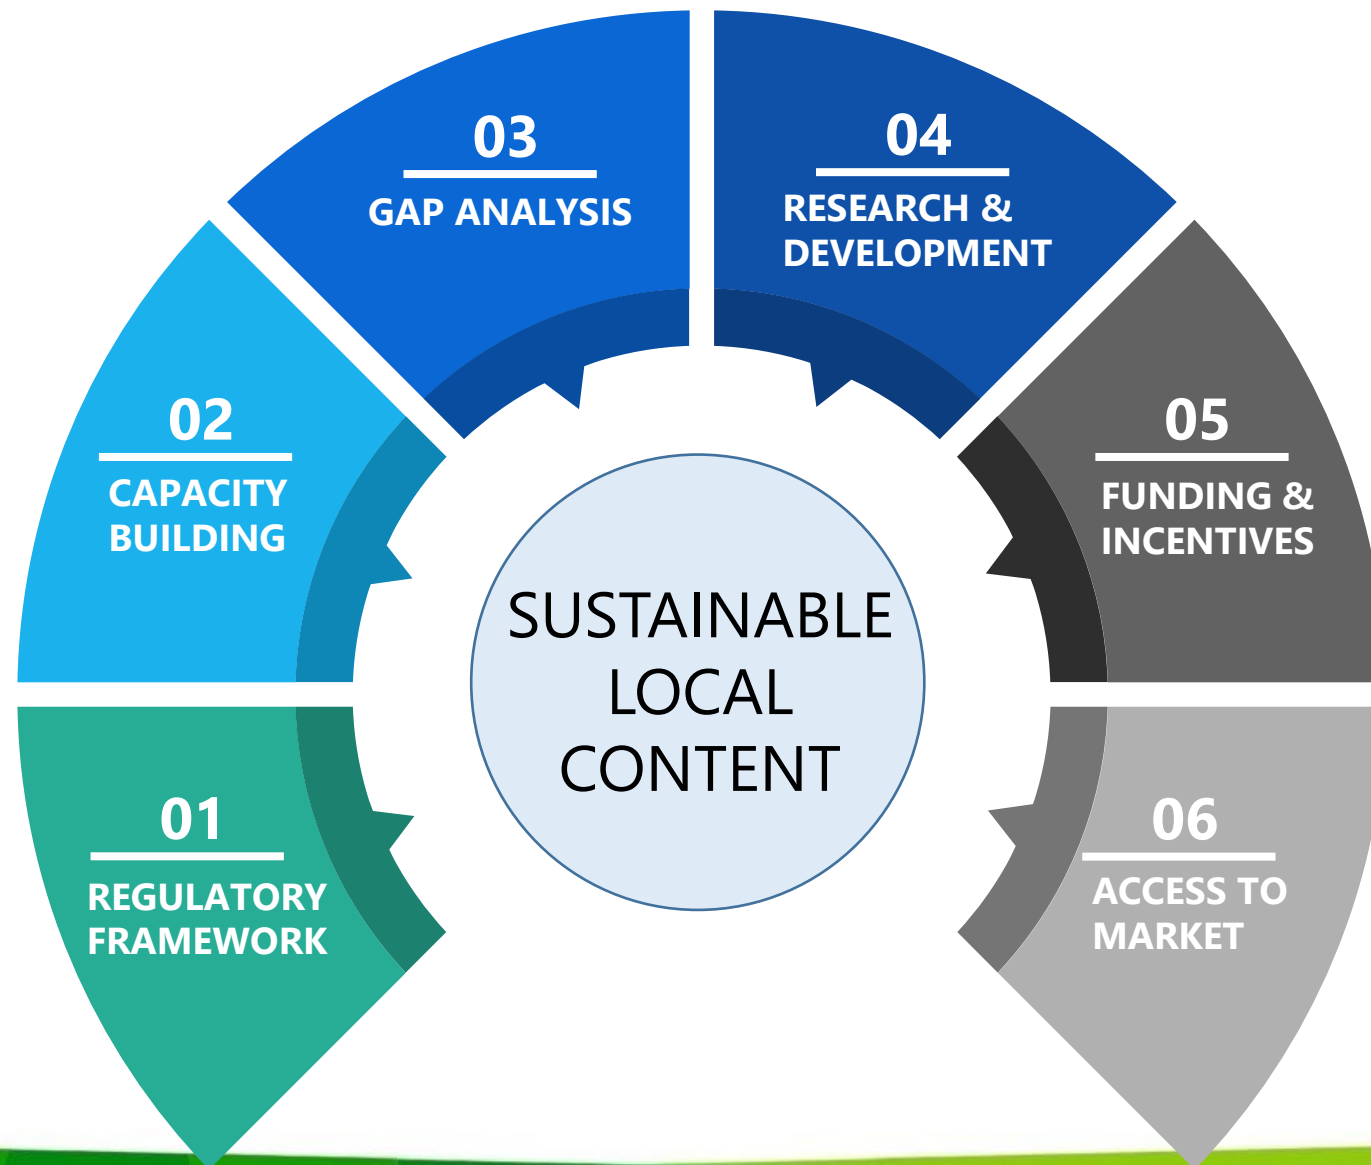 01
REGULATORY
FRAMEWORK
02
CAPACITY
BUILDING
03
GAP ANALYSIS
04
RESEARCH &
DEVELOPMENT
05
FUNDING &
INCENTIVES
06
ACCESS TO
MARKET
SUSTAINABLE
LOCAL
CONTENT